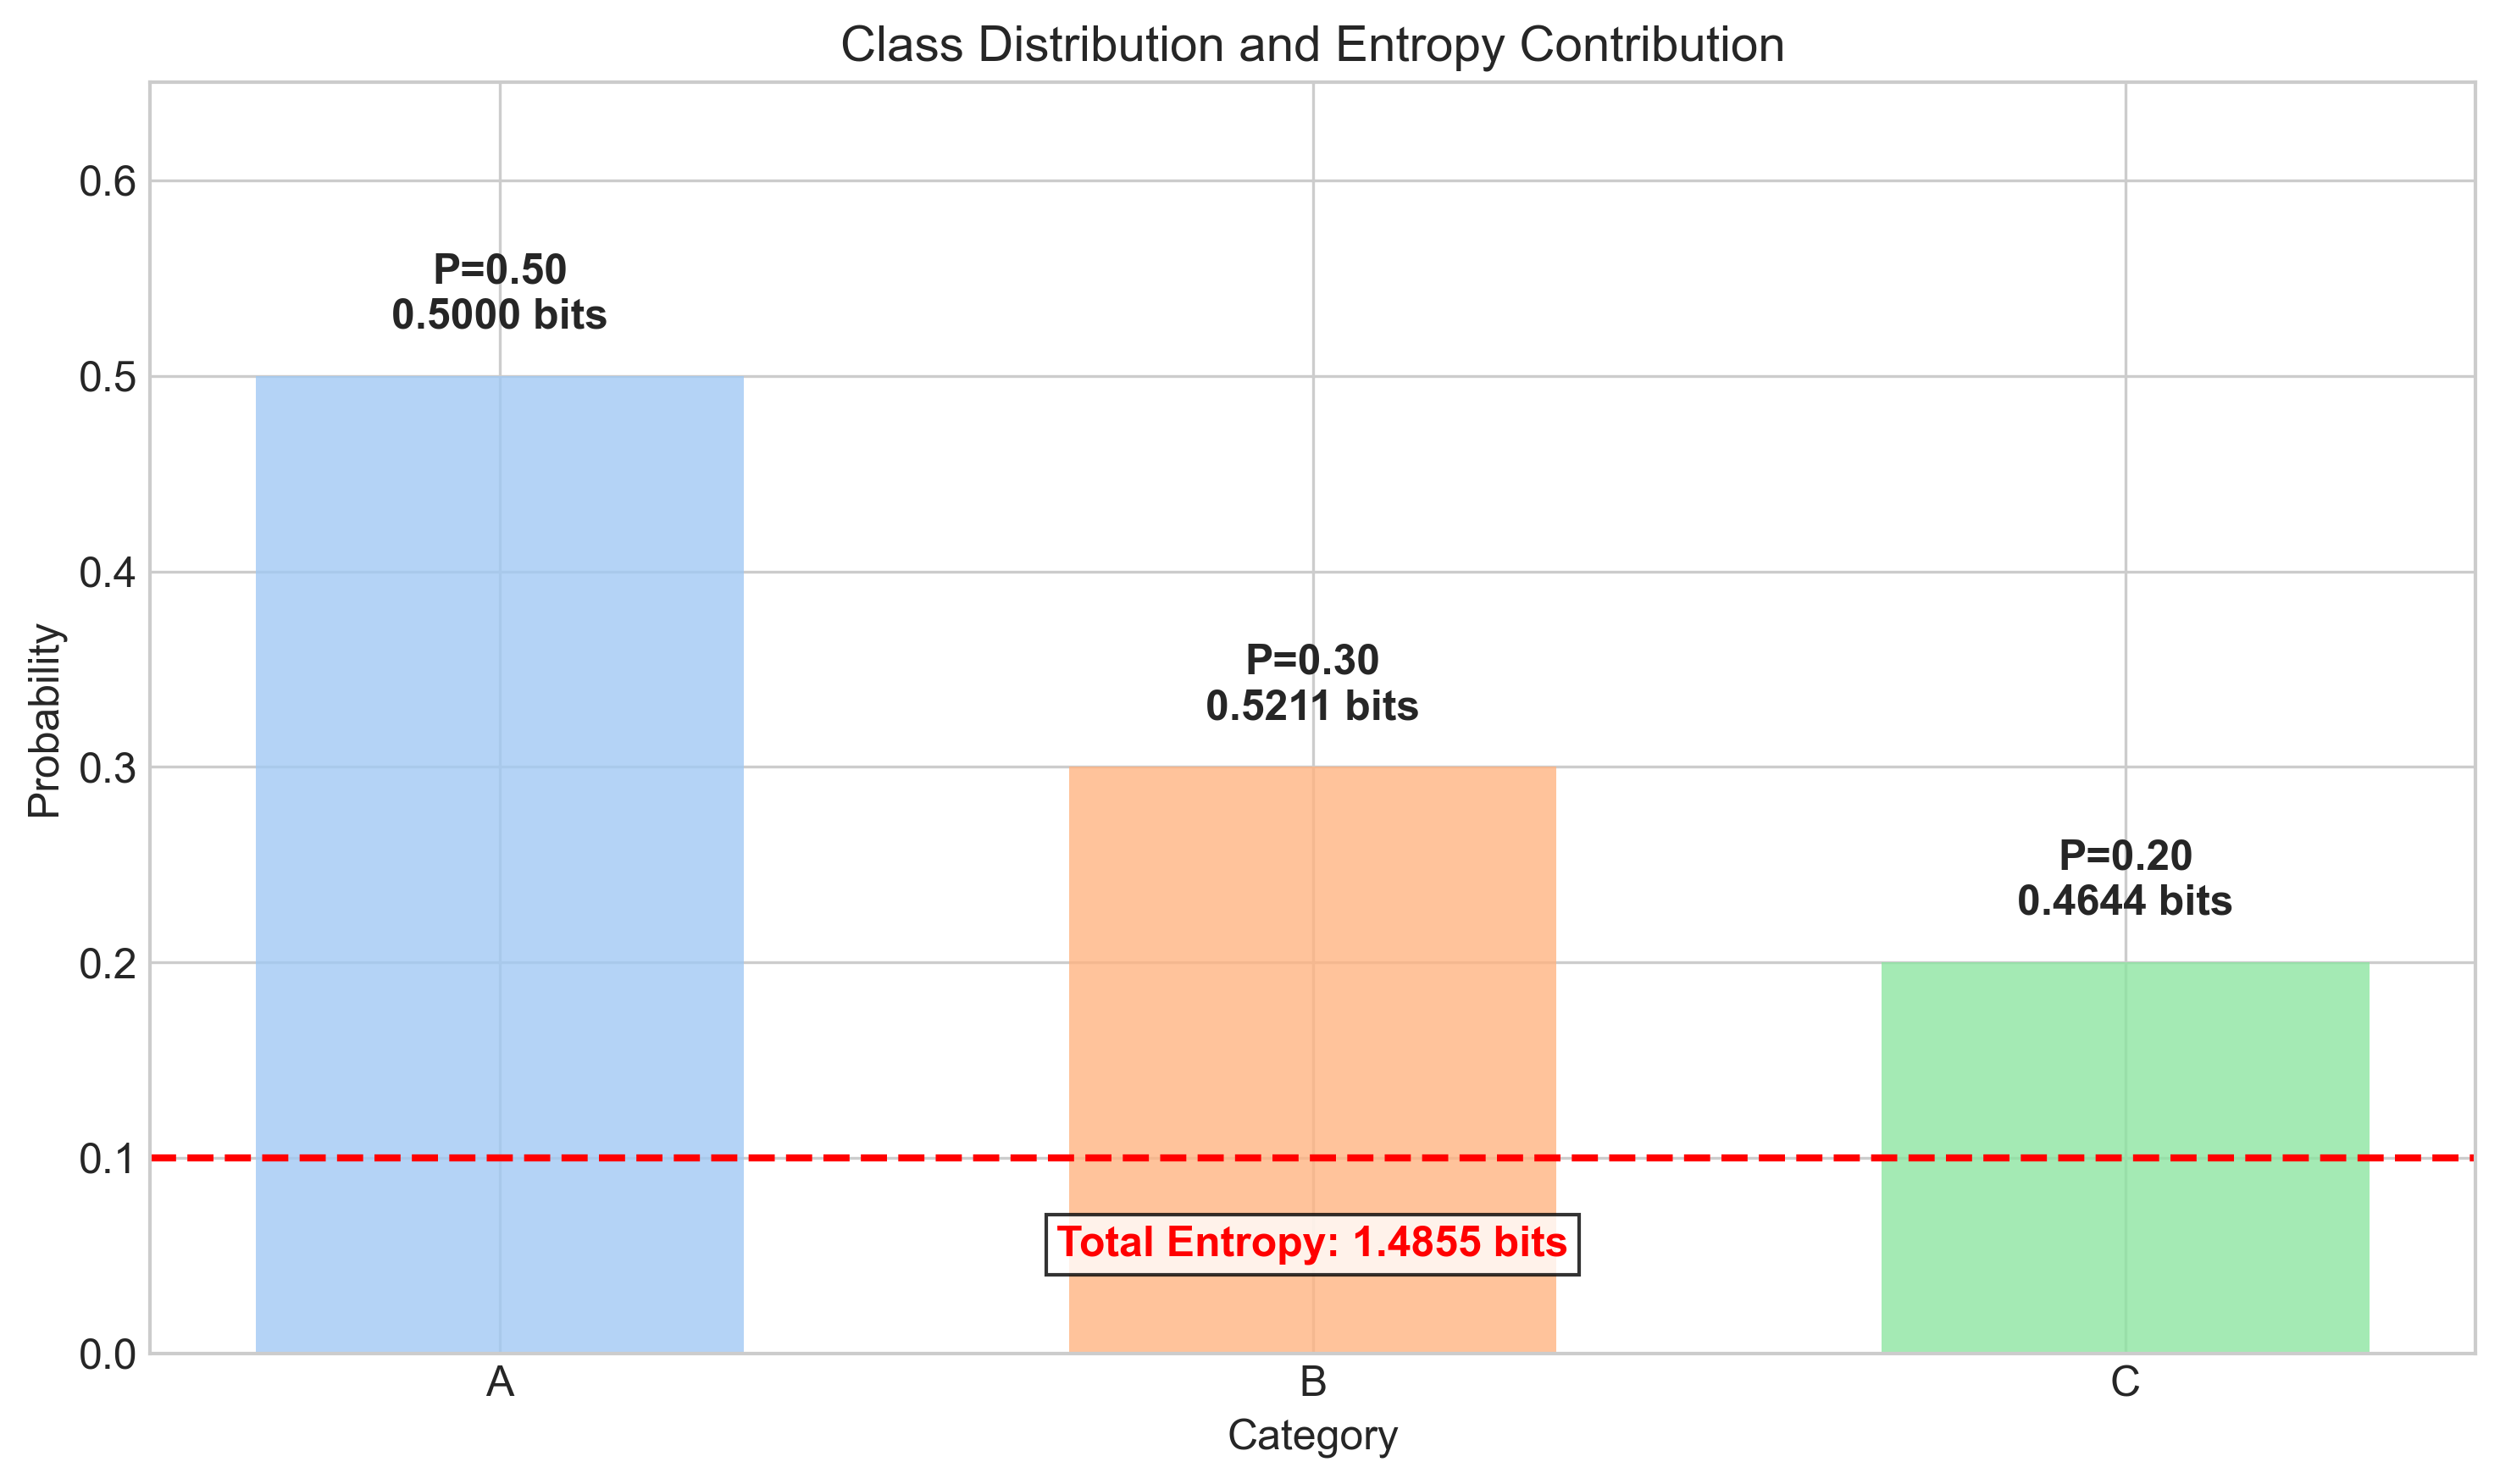 Class Distribution and Entropy Contribution
0.6
P=0.50
0.5000 bits
0.5
0.4
P=0.30
0.5211 bits
0.3
P=0.20
0.4644 bits
0.2
0.1
Total Entropy: 1.4855 bits
0.0
Probability
A
B
C
Category